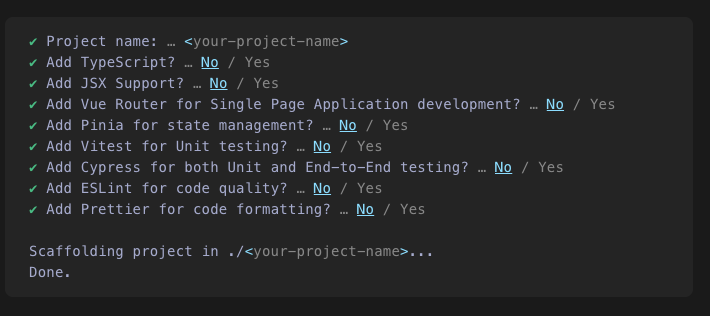 ✔ Project name: … <your-project-name>
✔ Add TypeScript? … No / Yes
✔ Add JSX Support? … No / Yes
✔ Add Vue Router for Single Page Application development? … No / Yes
✔ Add Pinia for state management? … No / Yes
✔ Add Vitest for Unit testing? … No / Yes
✔ Add Cypress for both Unit and End-to-End testing? … No / Yes
✔ Add ESLint for code quality? … No / Yes
✔ Add Prettier for code formatting? … No / Yes
Scaffolding project in ./<your-project-name>...
Done.